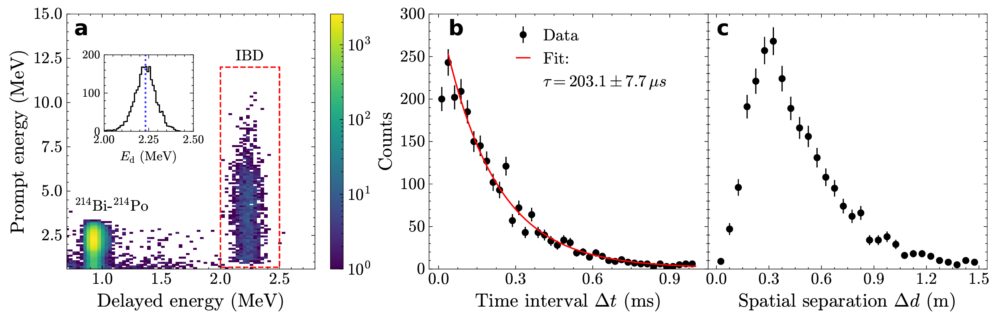 a
15.0
12.5
10.0
7.5
5.0
2.5
Prompt energy (MeV)
IBD
²¹⁴Bi-²¹⁴Po
200
100
0
2.00 2.25 2.50
E_d (MeV)
1.0 1.5 2.0 2.5
Delayed energy (MeV)
10³
10²
10¹
10⁰
b
300
250
200
150
100
50
0
Counts
Data
Fit:
τ = 203.1 ± 7.7 μs
0.0 0.3 0.6 0.9
Time interval Δt (ms)
c
0.0 0.3 0.6 0.9 1.2 1.5
Spatial separation Δd (m)